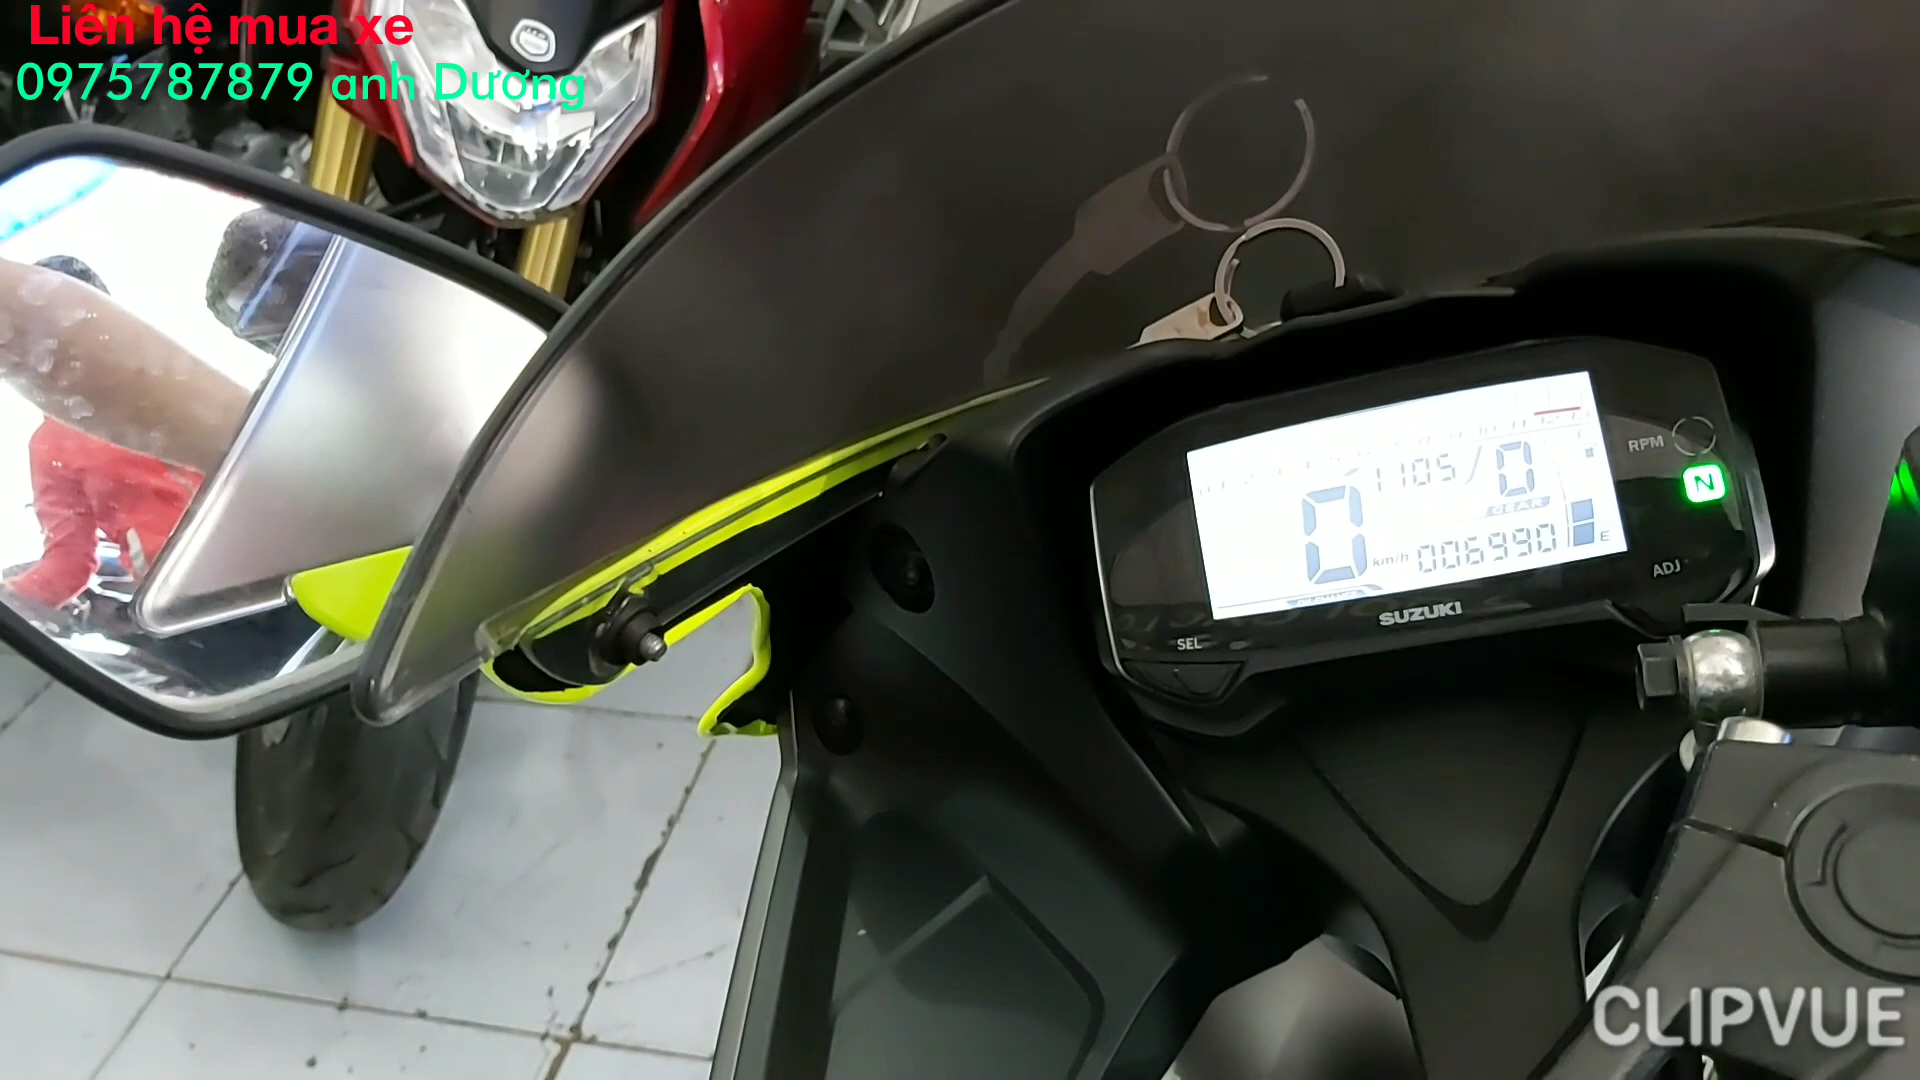 Liên hệ mua xe
0975787879 anh Dương
RPM
N
1105/0
GEAR
0 km/h 006990
E
ADJ
SUZUKI
SEL
CLIPVUE